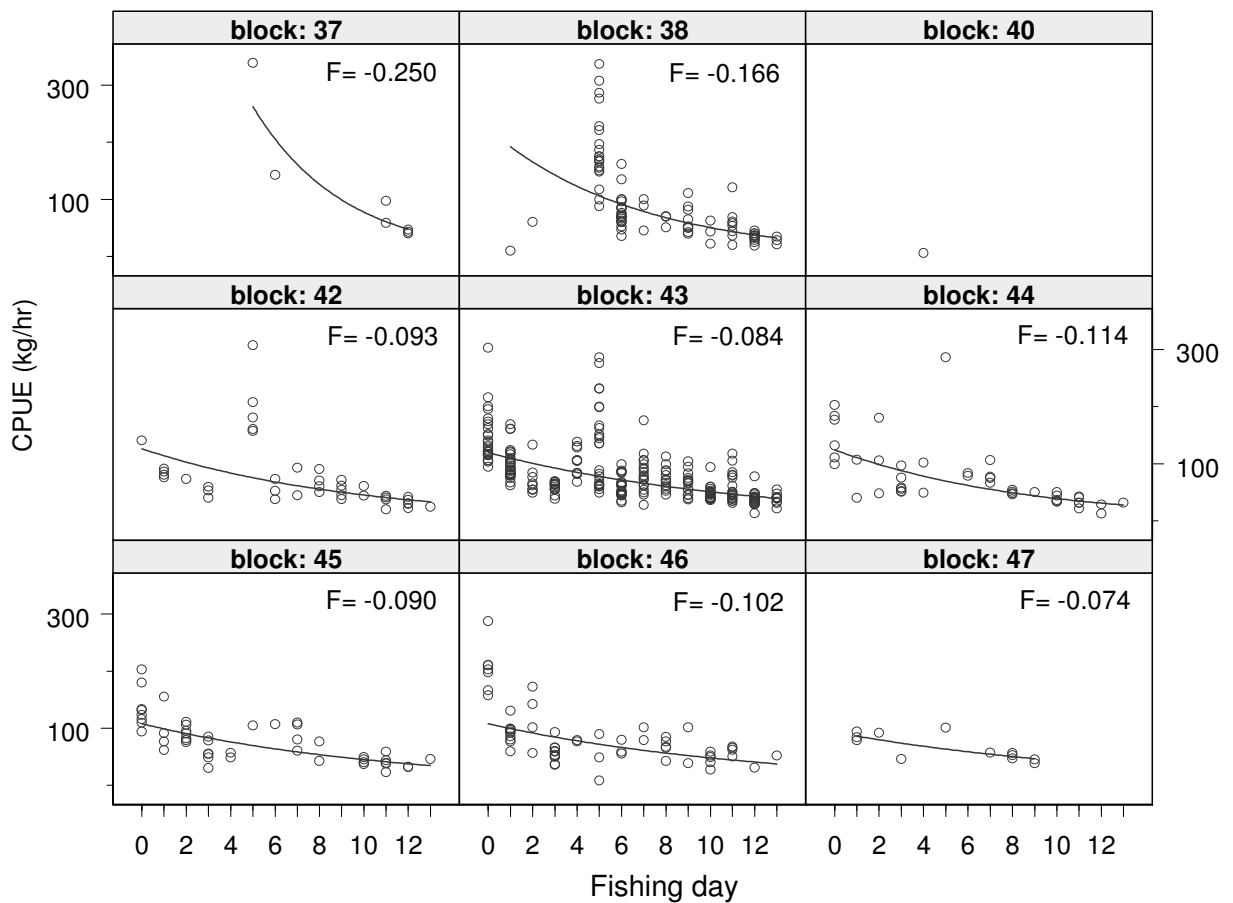 block: 37 block: 38 block: 40
F= -0.250 F= -0.166
300
100
block: 42 block: 43 block: 44
F= -0.093 F= -0.084 F= -0.114
300
100
CPUE (kg/hr)
block: 45 block: 46 block: 47
F= -0.090 F= -0.102 F= -0.074
300
100
0 2 4 6 8 10 12 0 2 4 6 8 10 12 0 2 4 6 8 10 12
Fishing day